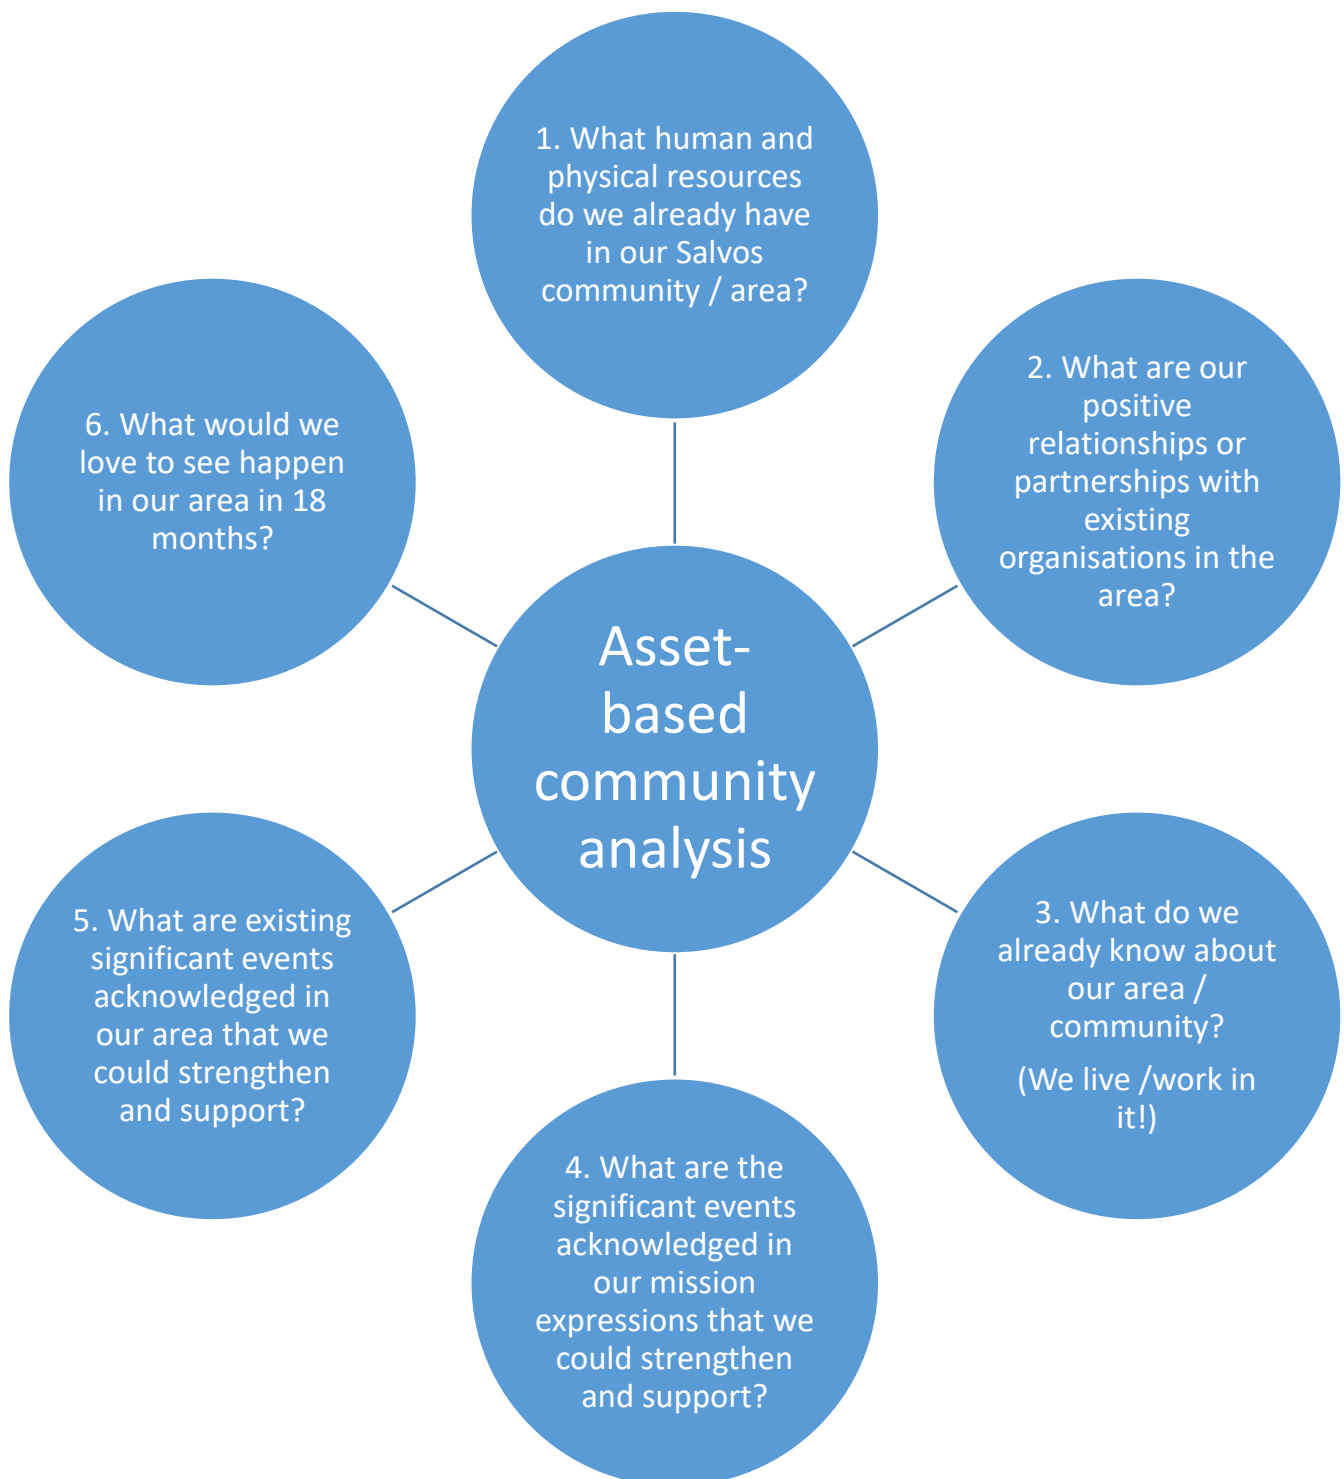 1. What human and
physical resources
do we already have
in our Salvos
community / area?
2. What are our
positive
relationships or
partnerships with
existing
organisations in the
area?
3. What do we
already know about
our area /
community?
(We live /work in
it!)
4. What are the
significant events
acknowledged in
our mission
expressions that we
could strengthen
and support?
5. What are existing
significant events
acknowledged in
our area that we
could strengthen
and support?
6. What would we
love to see happen
in our area in 18
months?
Asset-
based
community
analysis